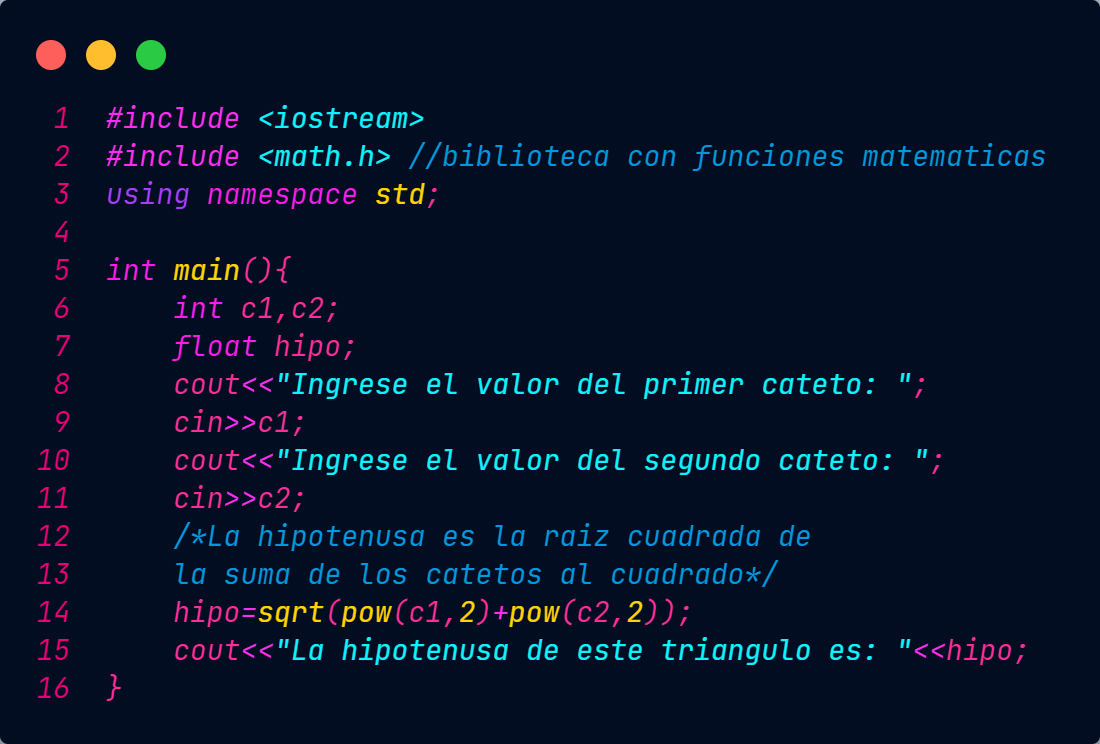 1 #include <iostream>
2 #include <math.h> //biblioteca con funciones matematicas
3 using namespace std;
4
5 int main(){
6     int c1,c2;
7     float hipo;
8     cout<<"Ingrese el valor del primer cateto: ";
9     cin>>c1;
10     cout<<"Ingrese el valor del segundo cateto: ";
11     cin>>c2;
12     /*La hipotenusa es la raiz cuadrada de
13     la suma de los catetos al cuadrado*/
14     hipo=sqrt(pow(c1,2)+pow(c2,2));
15     cout<<"La hipotenusa de este triangulo es: "<<hipo;
16 }